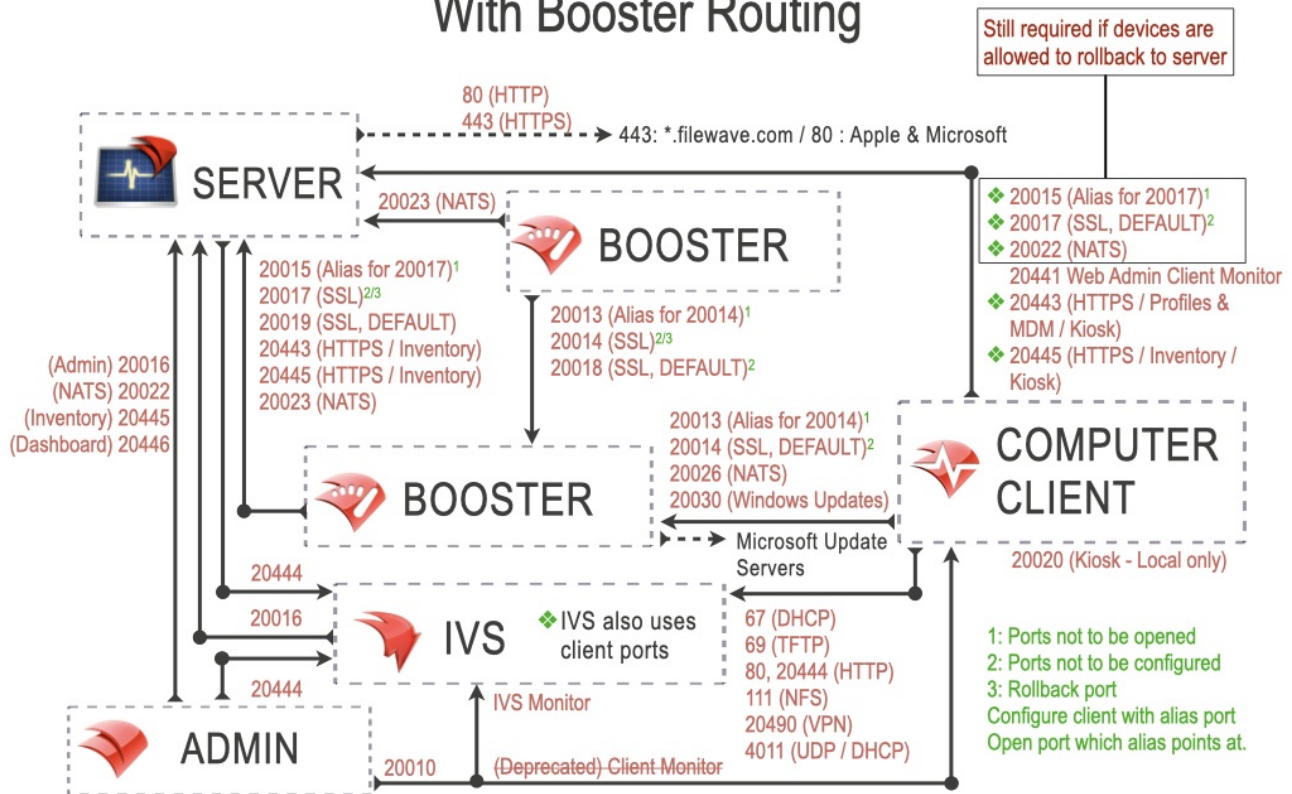 With Booster Routing
Still required if devices are
allowed to rollback to server
80 (HTTP)
443 (HTTPS)
443: *.filewave.com / 80 : Apple & Microsoft
SERVER
20023 (NATS)
BOOSTER
❖ 20015 (Alias for 20017)¹
❖ 20017 (SSL, DEFAULT)²
❖ 20022 (NATS)
20441 Web Admin Client Monitor
❖ 20443 (HTTPS / Profiles &
MDM / Kiosk)
❖ 20445 (HTTPS / Inventory /
Kiosk)
20015 (Alias for 20017)¹
20017 (SSL)²/³
20019 (SSL, DEFAULT)
20443 (HTTPS / Inventory)
20445 (HTTPS / Inventory)
20023 (NATS)
20013 (Alias for 20014)¹
20014 (SSL)²/³
20018 (SSL, DEFAULT)²
(Admin) 20016
(NATS) 20022
(Inventory) 20445
(Dashboard) 20446
20013 (Alias for 20014)¹
20014 (SSL, DEFAULT)²
20026 (NATS)
20030 (Windows Updates)
COMPUTER
CLIENT
BOOSTER
Microsoft Update
Servers
20020 (Kiosk - Local only)
20444
20016
20444
IVS
❖ IVS also uses
client ports
67 (DHCP)
69 (TFTP)
80, 20444 (HTTP)
111 (NFS)
20490 (VPN)
4011 (UDP / DHCP)
1: Ports not to be opened
2: Ports not to be configured
3: Rollback port
Configure client with alias port
Open port which alias points at.
IVS Monitor
ADMIN
20010
(Deprecated) Client Monitor